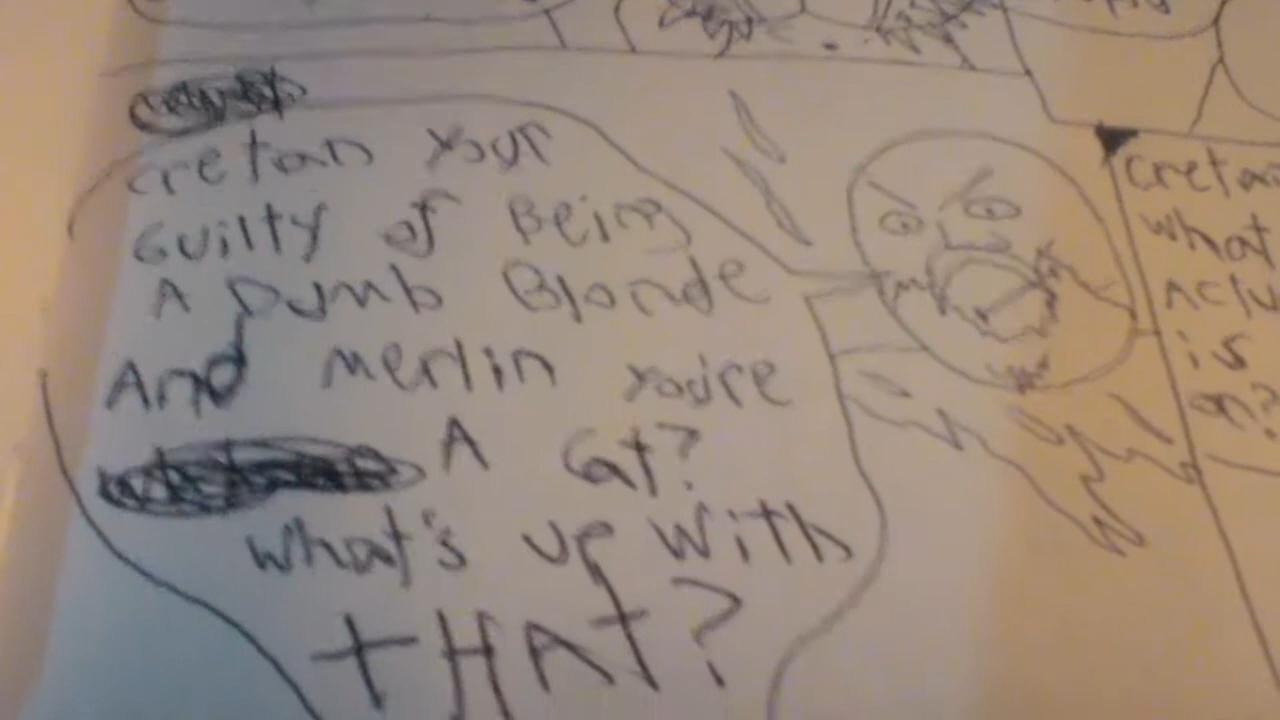 cretan your
Guilty of Being
A Dumb Blonde
And merlin you're
A Cat?
what's up with
tHAt?
cretan
what
is
on?